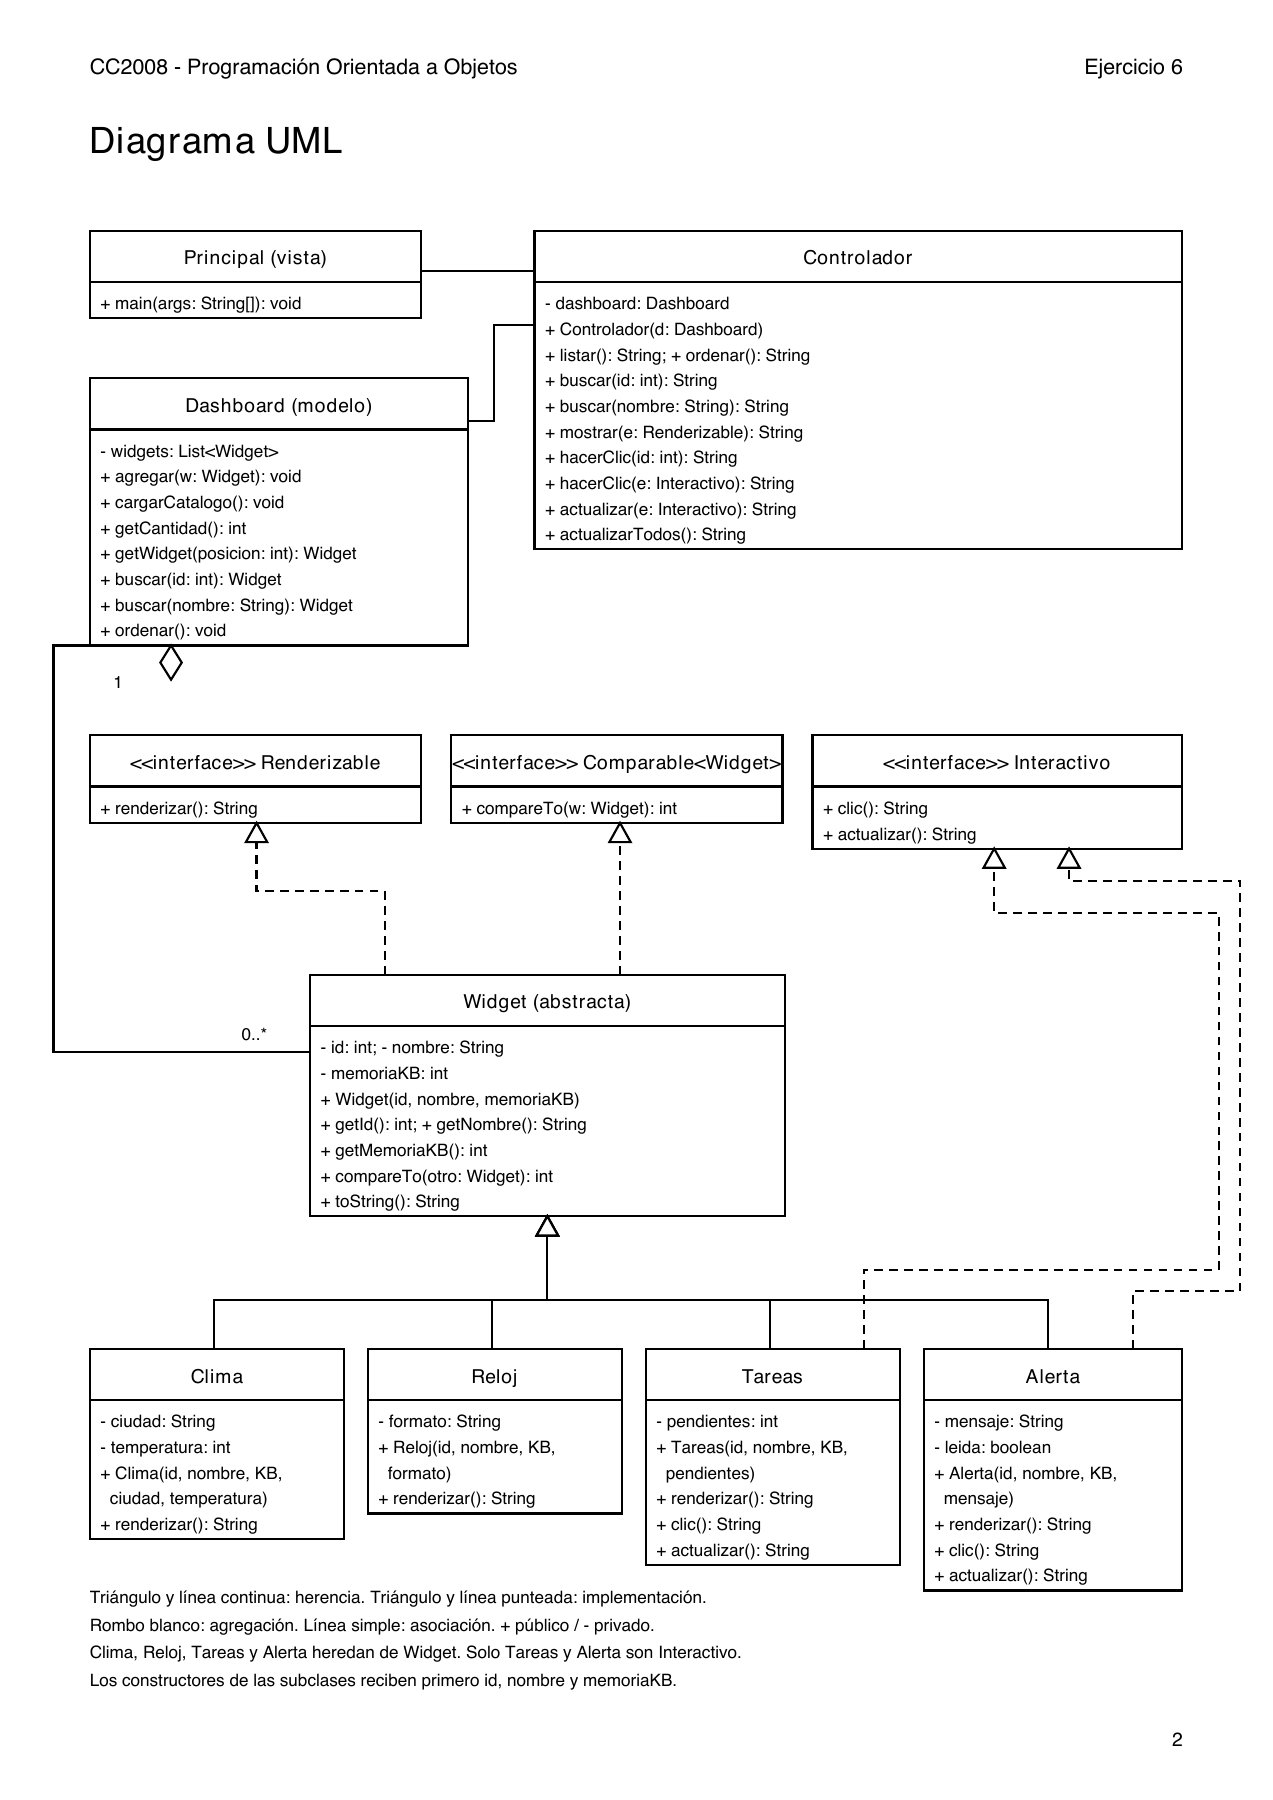 CC2008 - Programación Orientada a Objetos
Ejercicio 6
Diagrama UML
Principal (vista)
+ main(args: String[]): void
Controlador
- dashboard: Dashboard
+ Controlador(d: Dashboard)
+ listar(): String; + ordenar(): String
+ buscar(id: int): String
+ buscar(nombre: String): String
+ mostrar(e: Renderizable): String
+ hacerClic(id: int): String
+ hacerClic(e: Interactivo): String
+ actualizar(e: Interactivo): String
+ actualizarTodos(): String
Dashboard (modelo)
- widgets: List<Widget>
+ agregar(w: Widget): void
+ cargarCatalogo(): void
+ getCantidad(): int
+ getWidget(posicion: int): Widget
+ buscar(id: int): Widget
+ buscar(nombre: String): Widget
+ ordenar(): void
1
<<interface>> Renderizable
+ renderizar(): String
<<interface>> Comparable<Widget>
+ compareTo(w: Widget): int
<<interface>> Interactivo
+ clic(): String
+ actualizar(): String
0..*
Widget (abstracta)
- id: int; - nombre: String
- memoriaKB: int
+ Widget(id, nombre, memoriaKB)
+ getId(): int; + getNombre(): String
+ getMemoriaKB(): int
+ compareTo(otro: Widget): int
+ toString(): String
Clima
- ciudad: String
- temperatura: int
+ Clima(id, nombre, KB,
ciudad, temperatura)
+ renderizar(): String
Reloj
- formato: String
+ Reloj(id, nombre, KB,
formato)
+ renderizar(): String
Tareas
- pendientes: int
+ Tareas(id, nombre, KB,
pendientes)
+ renderizar(): String
+ clic(): String
+ actualizar(): String
Alerta
- mensaje: String
- leida: boolean
+ Alerta(id, nombre, KB,
mensaje)
+ renderizar(): String
+ clic(): String
+ actualizar(): String
Triángulo y línea continua: herencia. Triángulo y línea punteada: implementación.
Rombo blanco: agregación. Línea simple: asociación. + público / - privado.
Clima, Reloj, Tareas y Alerta heredan de Widget. Solo Tareas y Alerta son Interactivo.
Los constructores de las subclases reciben primero id, nombre y memoriaKB.
2